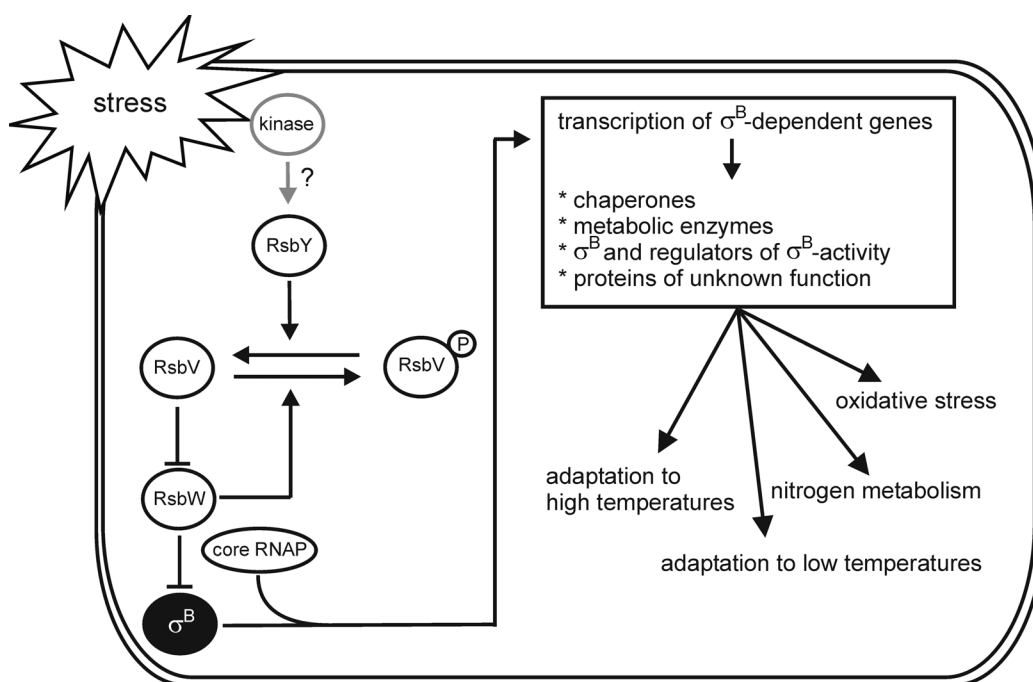 stress
kinase
?
RsbY
RsbV
RsbV
P
RsbW
core RNAP
σB
transcription of σB-dependent genes
* chaperones
* metabolic enzymes
* σB and regulators of σB-activity
* proteins of unknown function
oxidative stress
adaptation to
high temperatures
nitrogen metabolism
adaptation to low temperatures